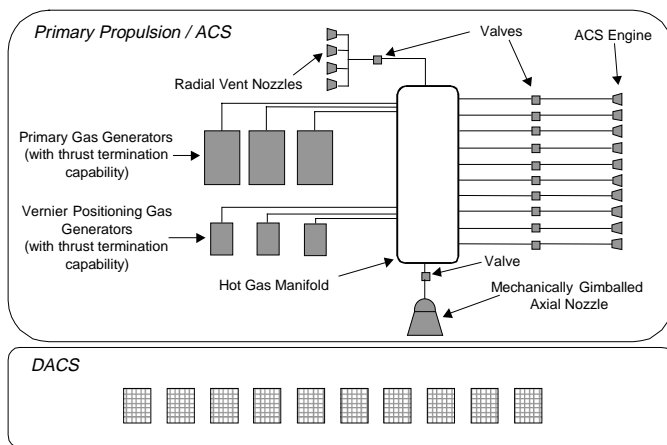 Primary Propulsion / ACS
Valves
ACS Engine
Radial Vent Nozzles
Primary Gas Generators
(with thrust termination
capability)
Vernier Positioning Gas
Generators
(with thrust termination
capability)
Hot Gas Manifold
Valve
Mechanically Gimballed
Axial Nozzle
DACS